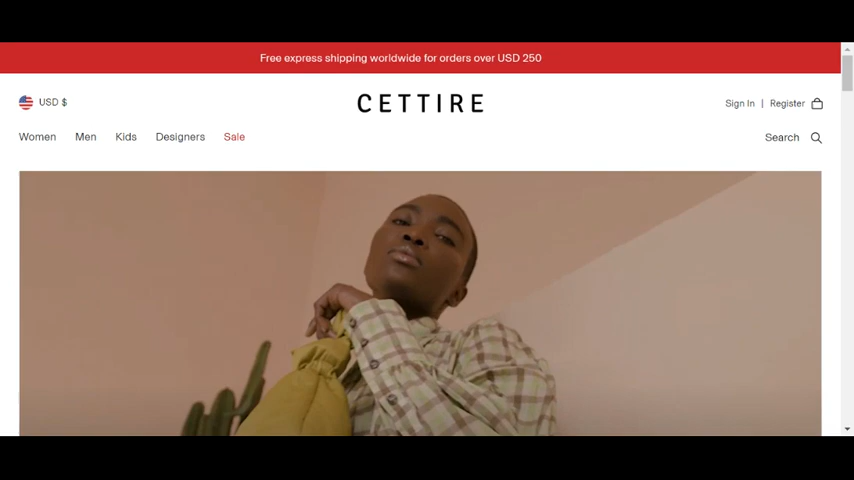 Free express shipping worldwide for orders over USD 250
USD $
CETTIRE
Sign In | Register
Women Men Kids Designers Sale
Search